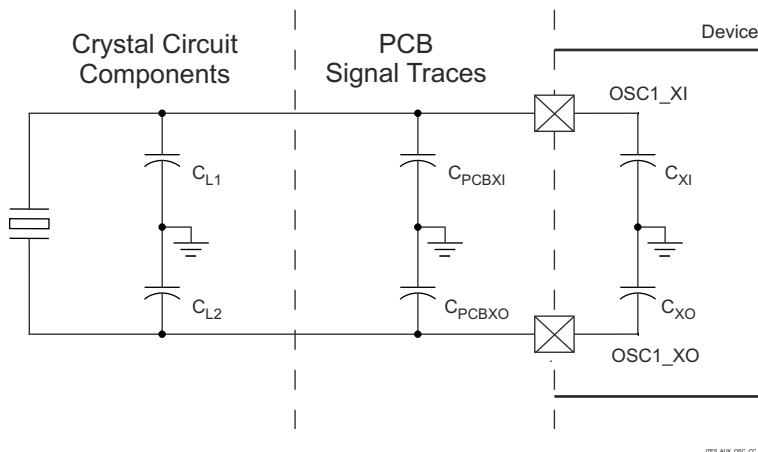 Crystal Circuit
Components
PCB
Signal Traces
Device
OSC1_XI
CL1
CPCBXI
CXI
CL2
CPCBXO
CXO
OSC1_XO